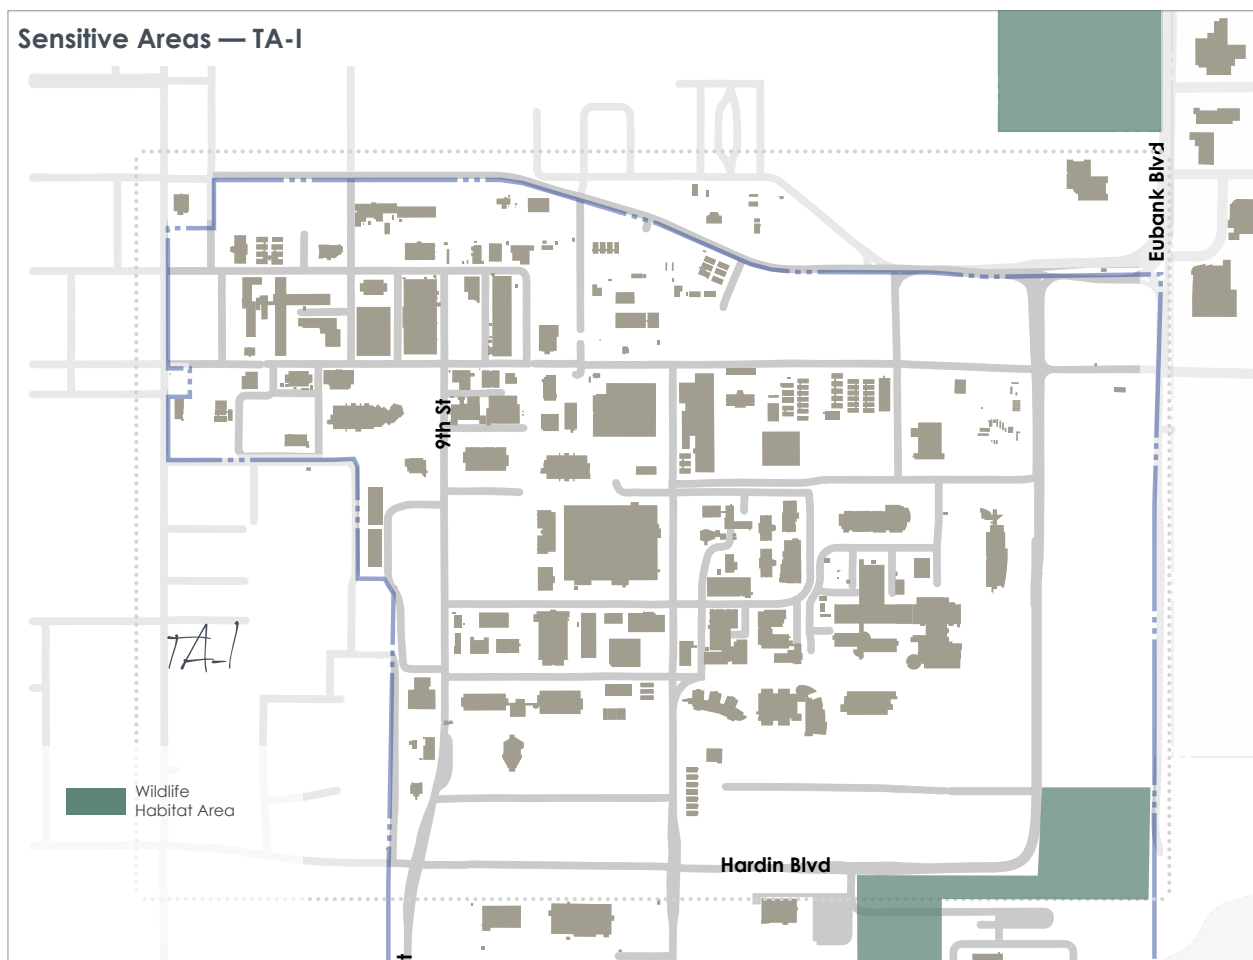 Sensitive Areas — TA-I
Eubank Blvd
9th St
TA-I
Wildlife
Habitat Area
Hardin Blvd
t